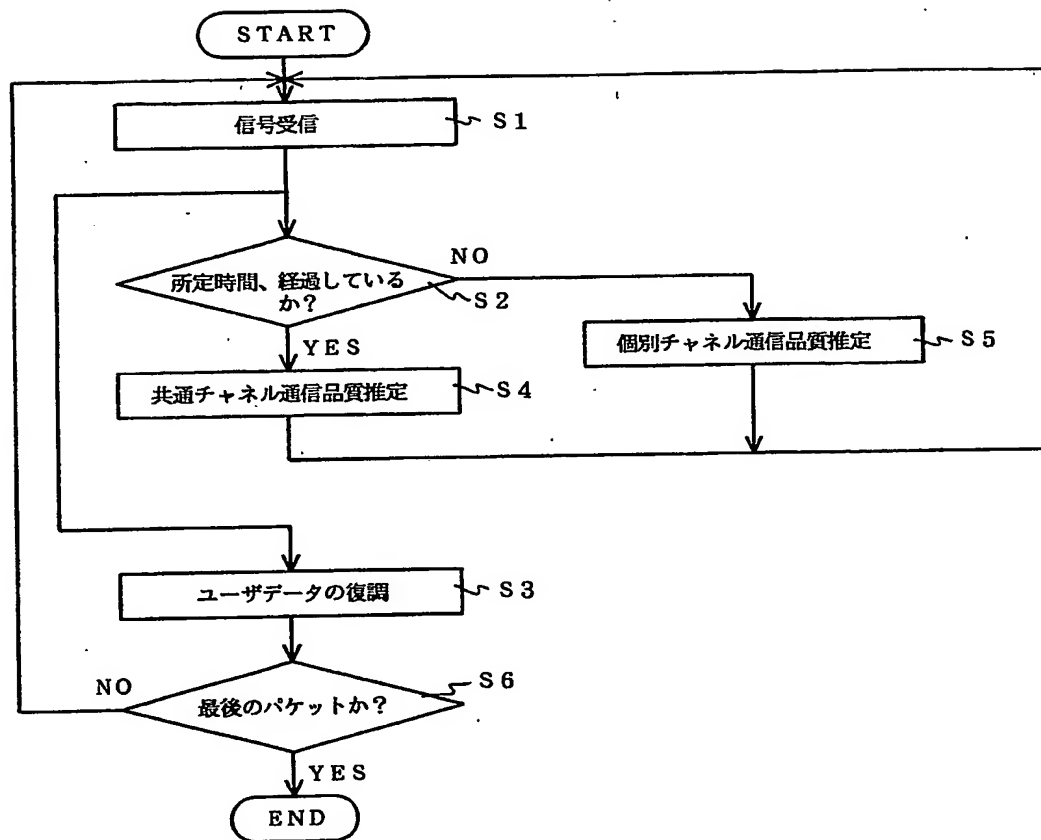 START
信号受信
S1
所定時間、経過している
か?
NO
S2
YES
共通チャネル通信品質推定
S4
個別チャネル通信品質推定
S5
ユーザデータの復調
S3
最後のパケットか?
S6
NO
YES
END